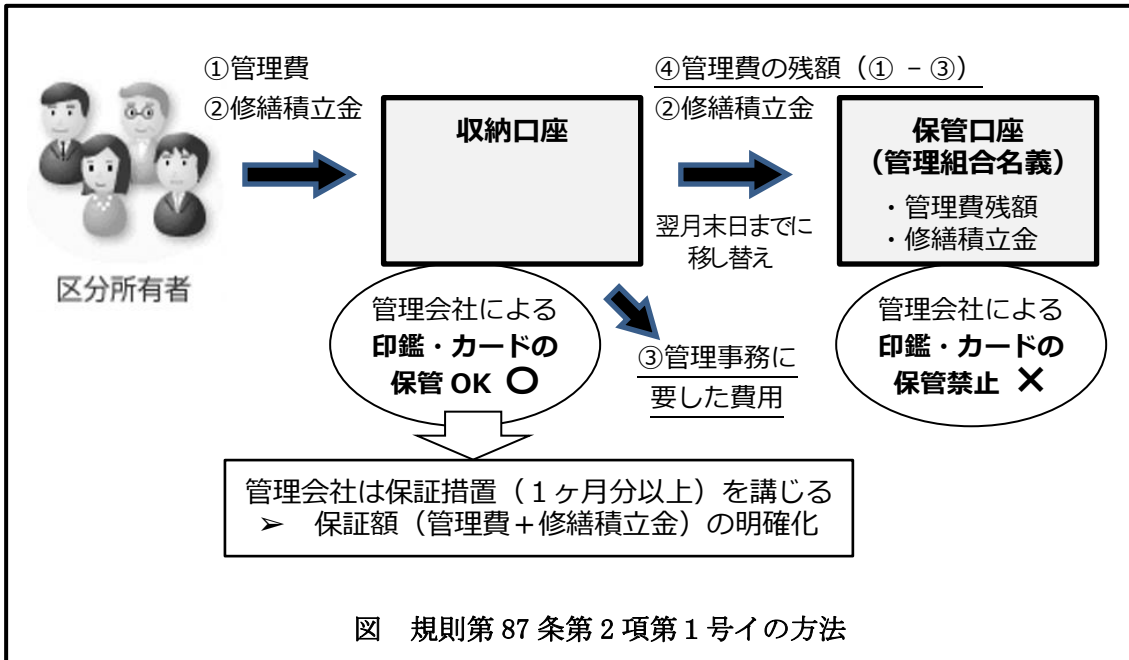 ①管理費
②修繕積立金
区分所有者
収納口座
④管理費の残額（① － ③）
②修繕積立金
翌月末日までに
移し替え
保管口座
（管理組合名義）
・管理費残額
・修繕積立金
管理会社による
印鑑・カードの
保管 OK 〇
③管理事務に
要した費用
管理会社による
印鑑・カードの
保管禁止 ×
管理会社は保証措置（１ヶ月分以上）を講じる
➢ 保証額（管理費＋修繕積立金）の明確化
図 規則第 87 条第 2 項第 1 号イの方法